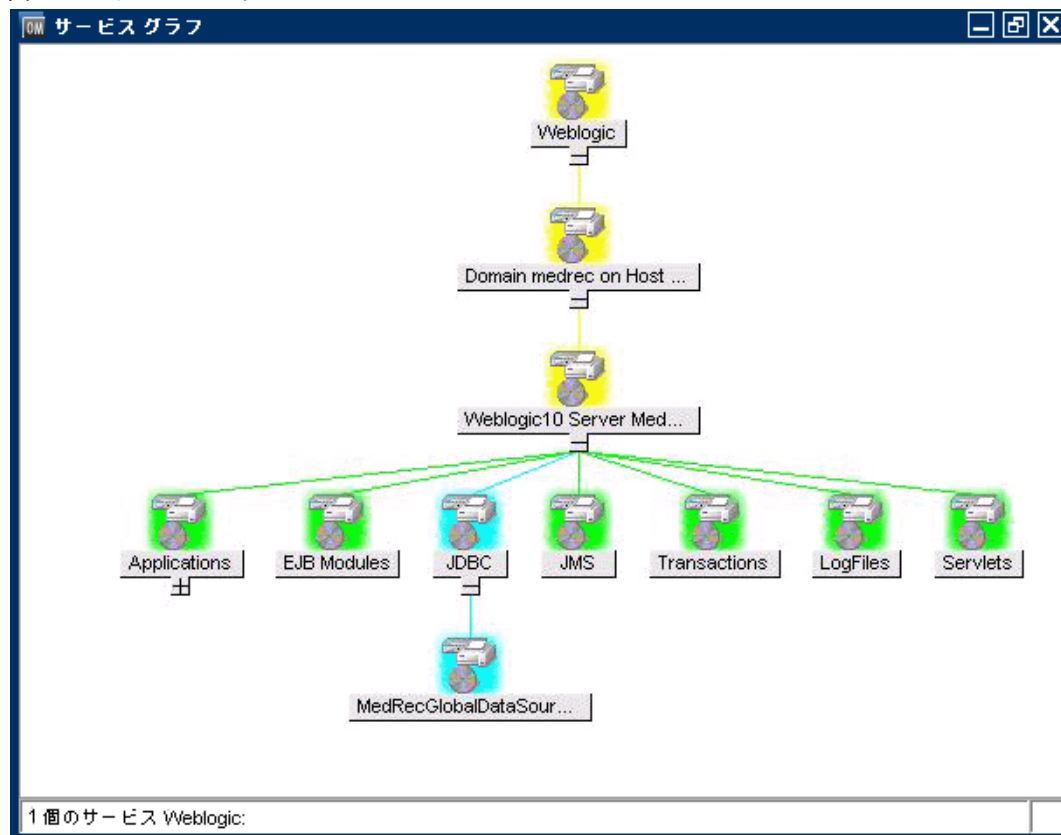 OM サービス グラフ
Weblogic
Domain medrec on Host ...
Weblogic10 Server Med...
Applications EJB Modules JDBC JMS Transactions LogFiles Servlets
MedRecGlobalDataSour...
1 個のサービス Weblogic: